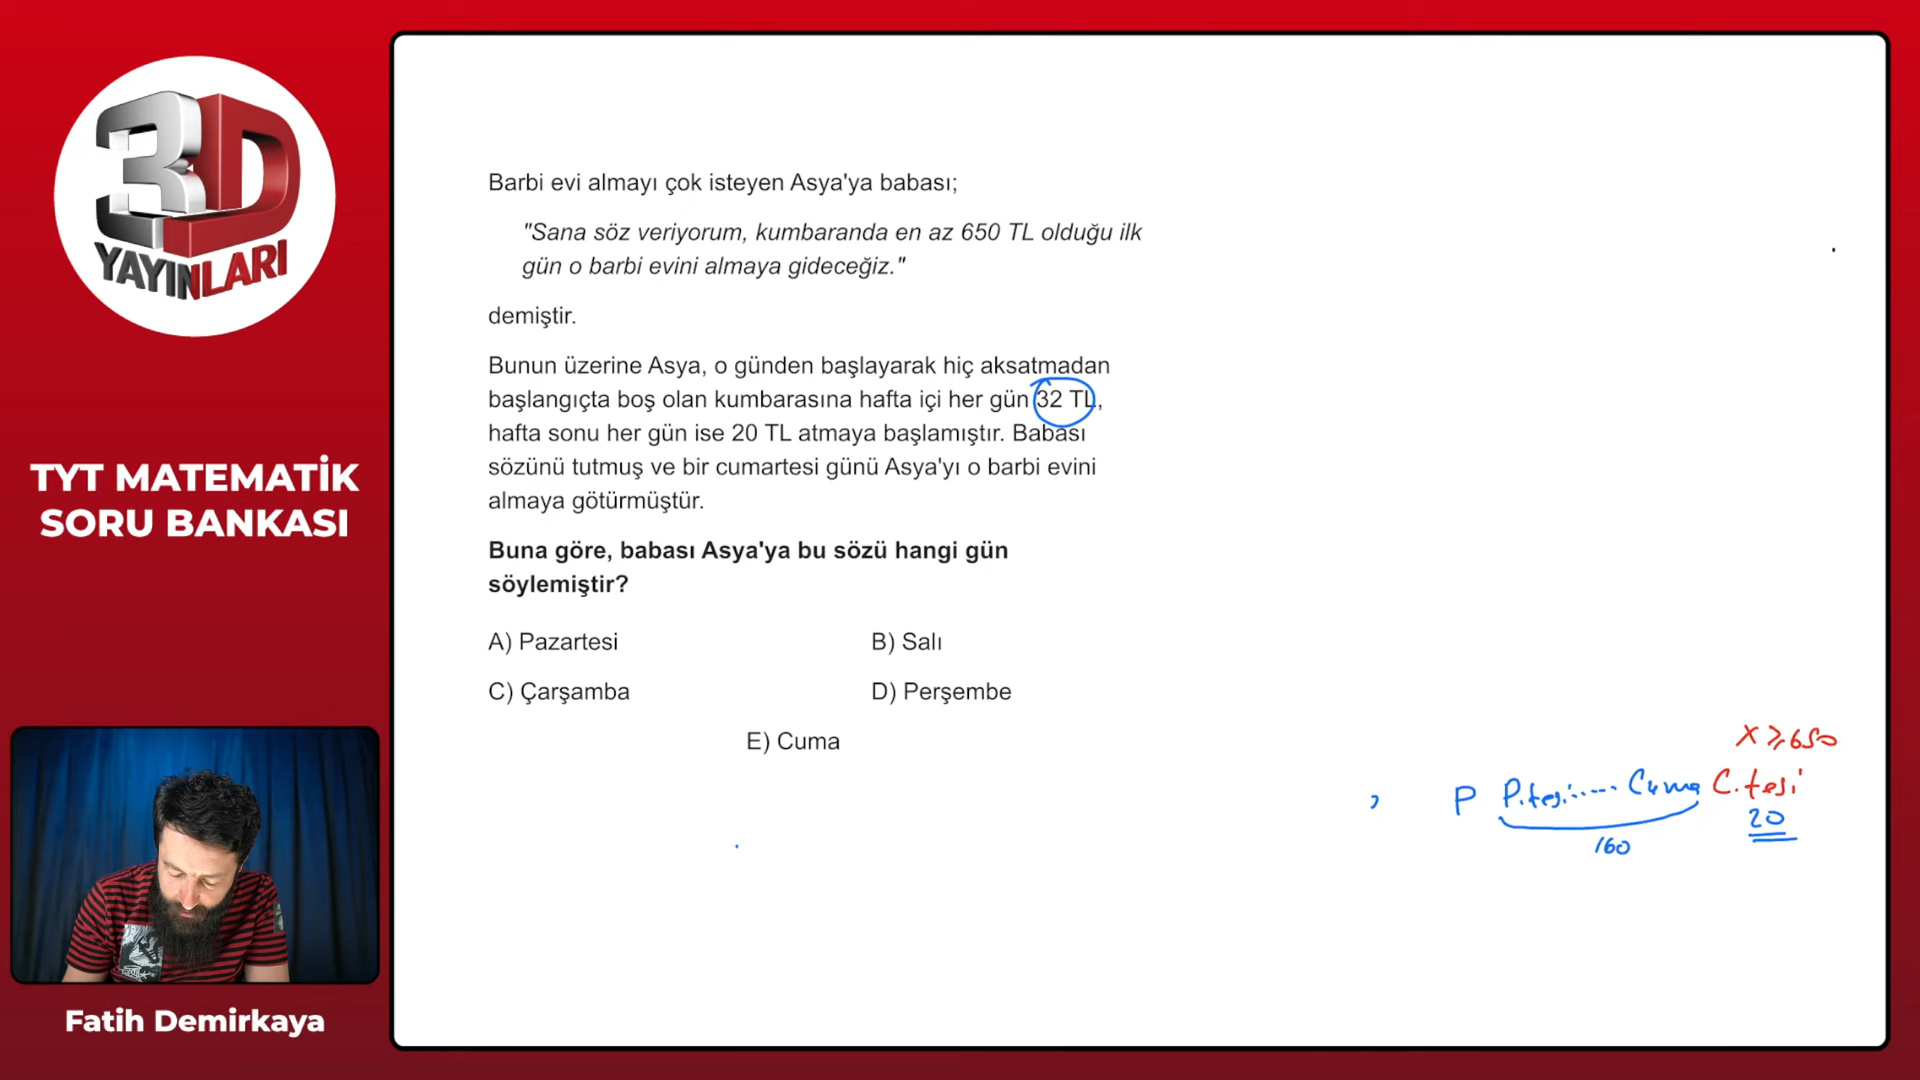 3D
YAYINLARI
TYT MATEMATİK
SORU BANKASI
Fatih Demirkaya
Barbi evi almayı çok isteyen Asya'ya babası;
"Sana söz veriyorum, kumbaranda en az 650 TL olduğu ilk
gün o barbi evini almaya gideceğiz."
demiştir.
Bunun üzerine Asya, o günden başlayarak hiç aksatmadan
başlangıçta boş olan kumbarasına hafta içi her gün 32 TL,
hafta sonu her gün ise 20 TL atmaya başlamıştır. Babası
sözünü tutmuş ve bir cumartesi günü Asya'yı o barbi evini
almaya götürmüştür.
Buna göre, babası Asya'ya bu sözü hangi gün
söylemiştir?
A) Pazartesi B) Salı
C) Çarşamba D) Perşembe
E) Cuma
X ≥ 650
P P.tesi..... Cuma C.tesi
160 20